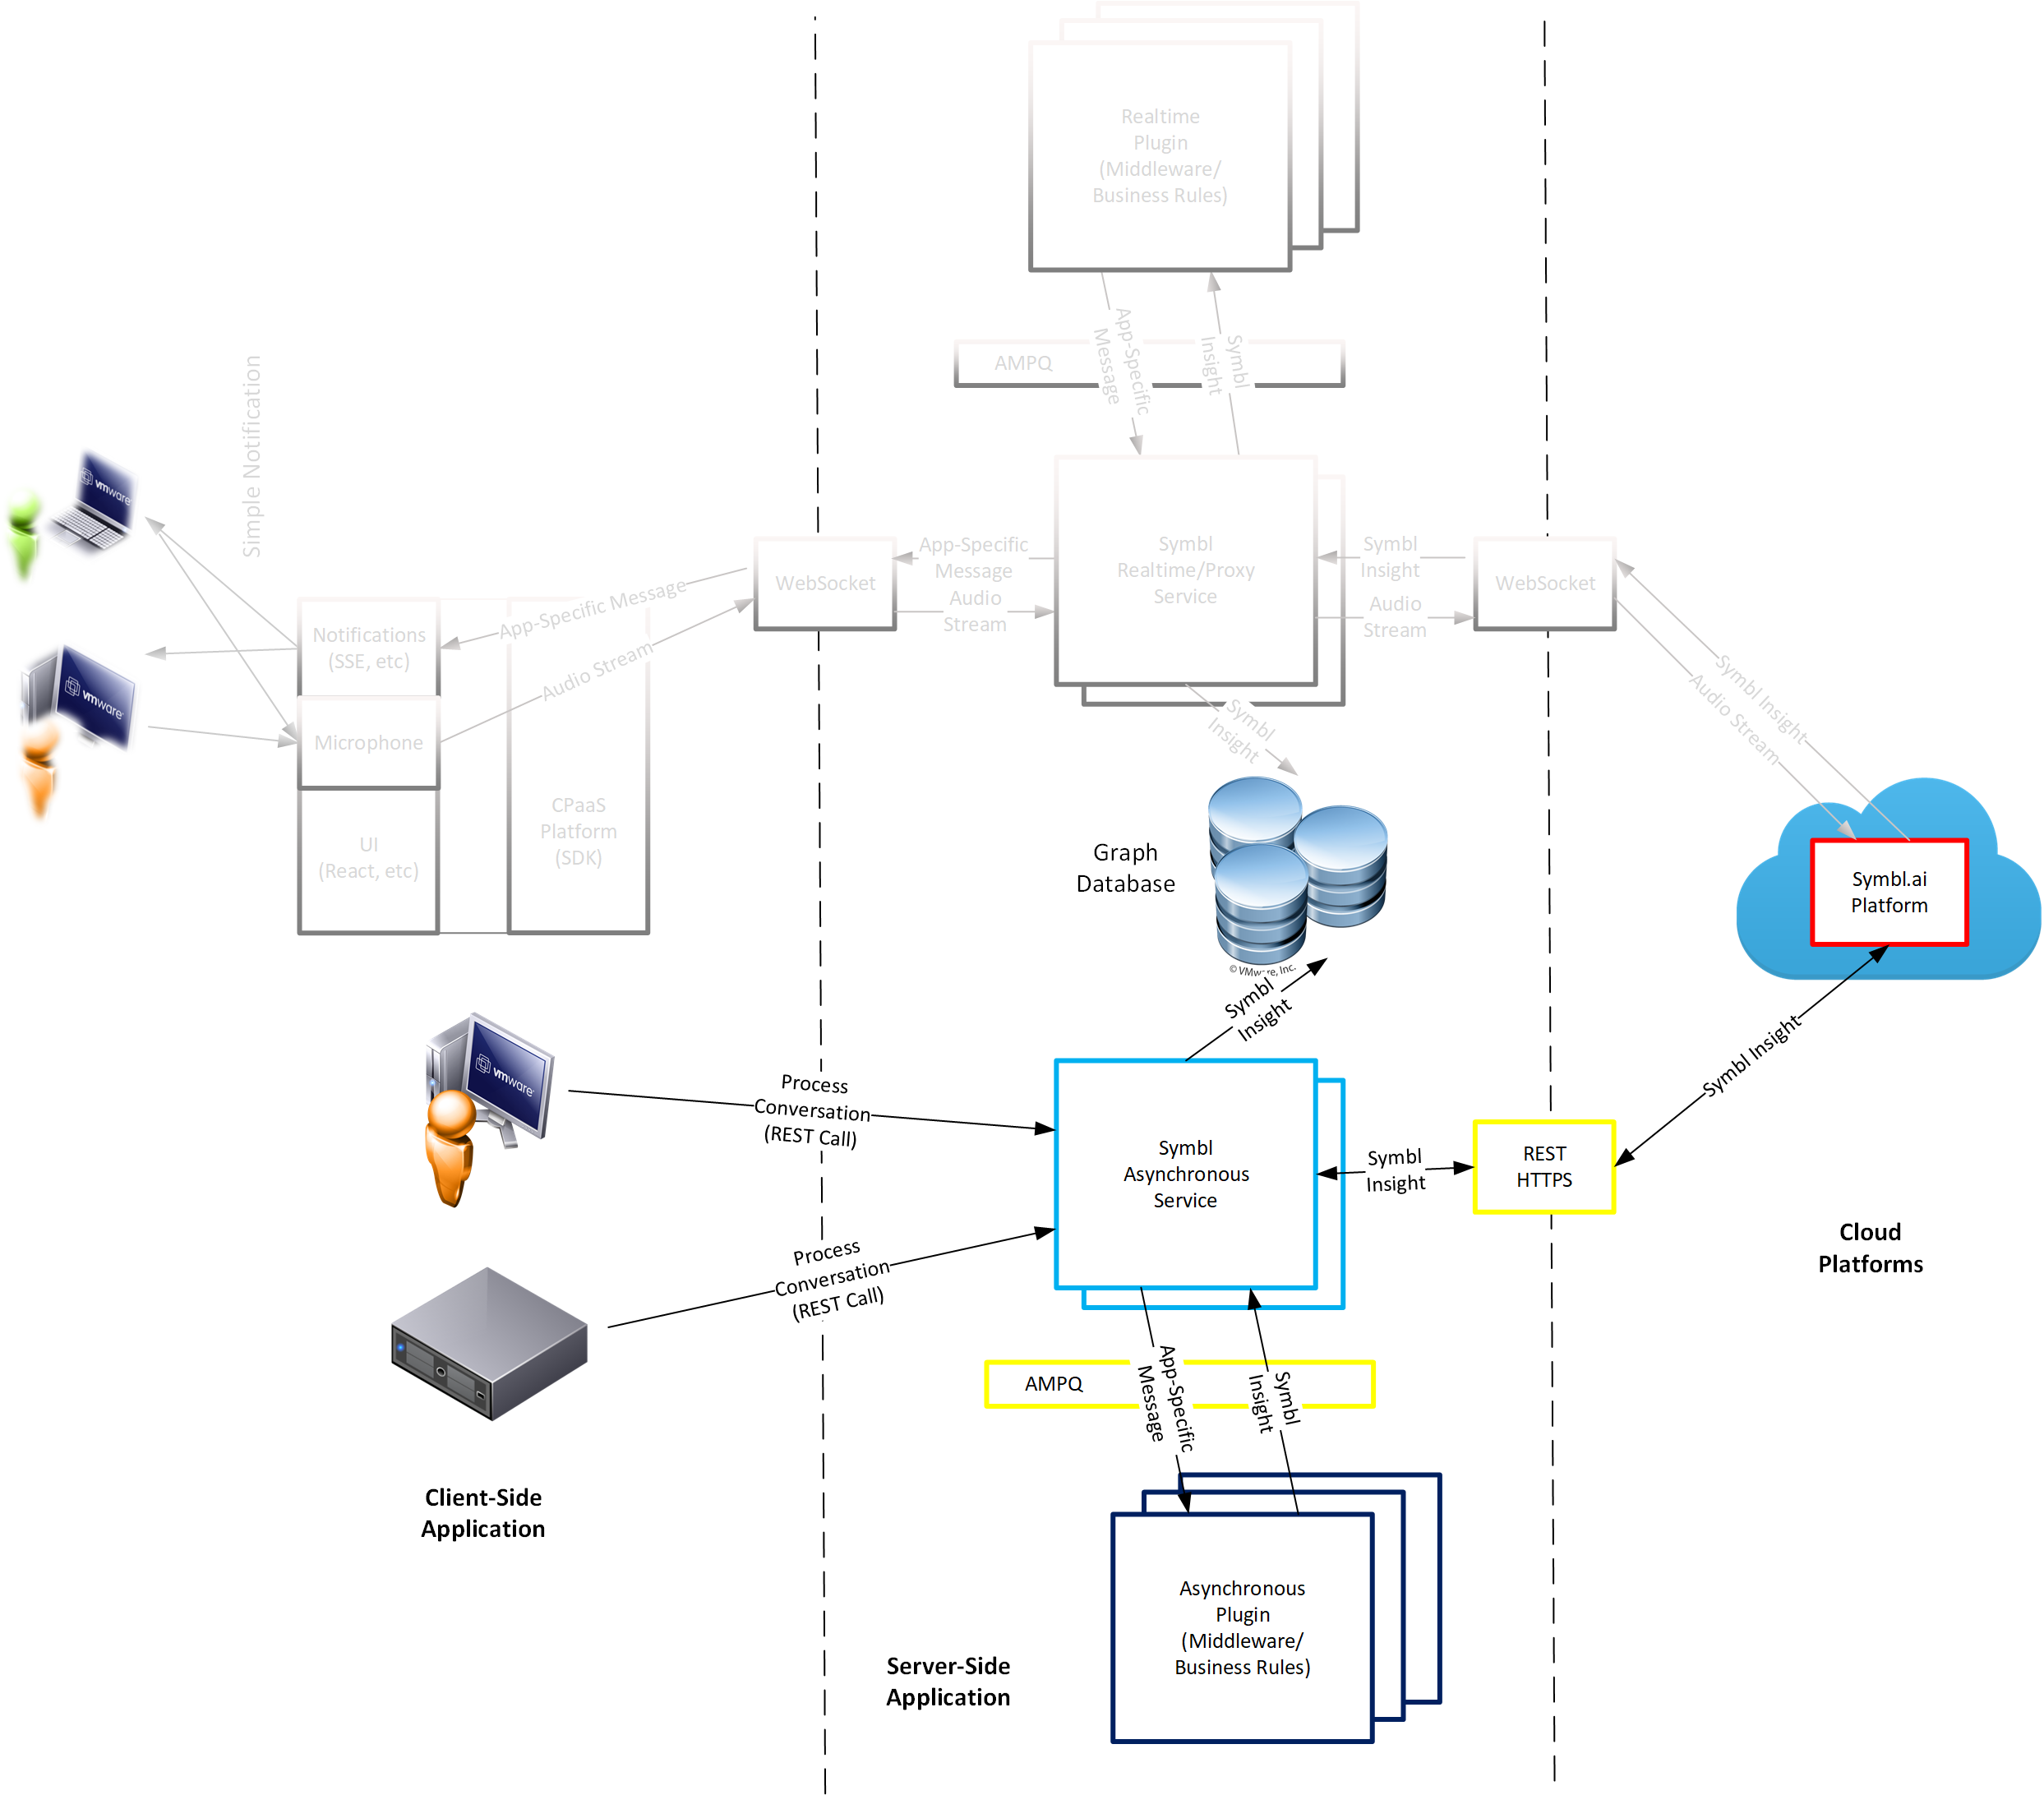 Realtime
Plugin
(Middleware/
Business Rules)
App-Specific
Message
Symbl
Insight
AMPQ
Simple Notification
vmware
vmware
Notifications
(SSE, etc)
Microphone
UI
(React, etc)
CPaaS
Platform
(SDK)
App-Specific Message
Audio Stream
WebSocket
App-Specific
Message
Audio
Stream
Symbl
Realtime/Proxy
Service
Symbl
Insight
Audio
Stream
WebSocket
Symbl Insight
Audio Stream
Symbl
Insight
Graph
Database
© VMware, Inc.
Symbl.ai
Platform
Symbl
Insight
Symbl Insight
vmware
Process
Conversation
(REST Call)
Process
Conversation
(REST Call)
Symbl
Asynchronous
Service
Symbl
Insight
REST
HTTPS
Cloud
Platforms
AMPQ
App-Specific
Message
Symbl
Insight
Client-Side
Application
Asynchronous
Plugin
(Middleware/
Business Rules)
Server-Side
Application